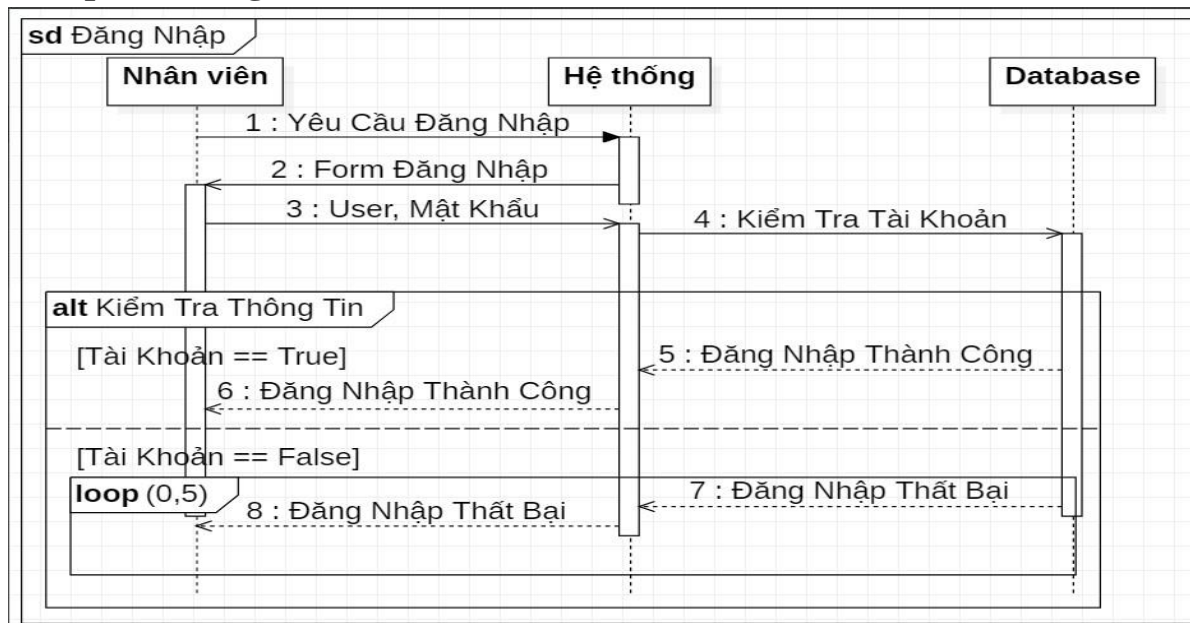 sd Đăng Nhập
Nhân viên
Hệ thống
Database
1 : Yêu Cầu Đăng Nhập
2 : Form Đăng Nhập
3 : User, Mật Khẩu
4 : Kiểm Tra Tài Khoản
alt Kiểm Tra Thông Tin
[Tài Khoản == True]
5 : Đăng Nhập Thành Công
6 : Đăng Nhập Thành Công
[Tài Khoản == False]
loop (0,5)
7 : Đăng Nhập Thất Bại
8 : Đăng Nhập Thất Bại